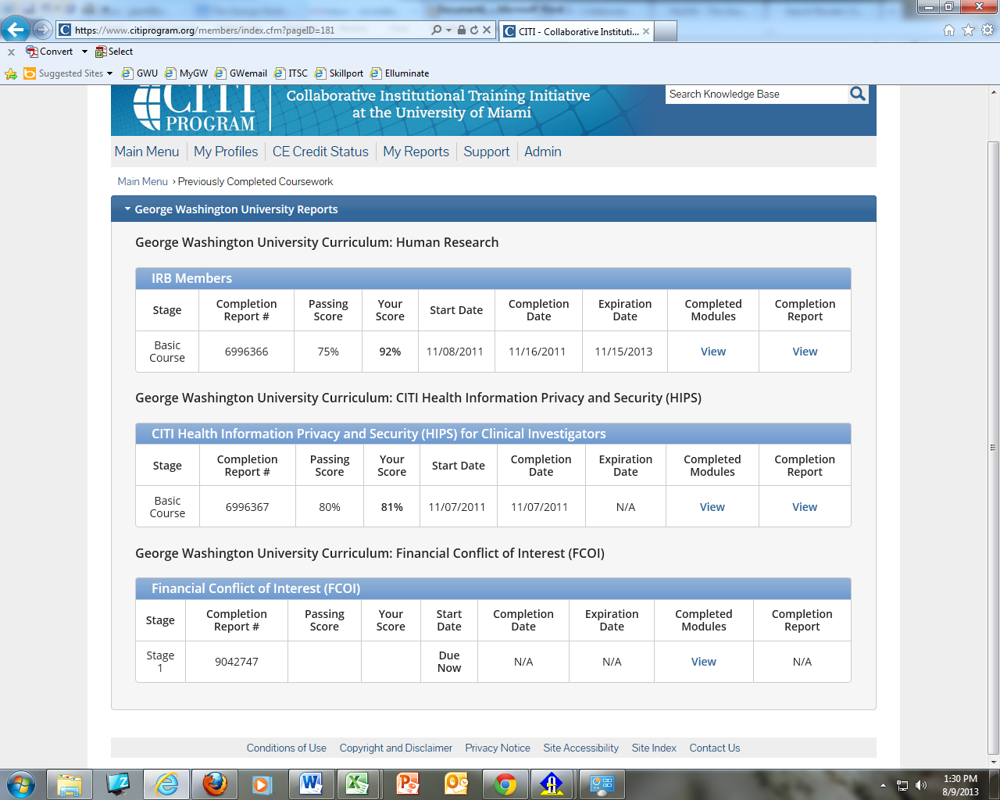 https://www.citiprogram.org/members/index.cfm?pageID=181
CITI - Collaborative Instituti...
x Convert Select
Suggested Sites GWU MyGW GWemail ITSC Skillport Elluminate
CITI PROGRAM
Collaborative Institutional Training Initiative
at the University of Miami
Search Knowledge Base
Main Menu My Profiles CE Credit Status My Reports Support Admin
Main Menu › Previously Completed Coursework
George Washington University Reports
George Washington University Curriculum: Human Research
IRB Members
Stage Completion Report # Passing Score Your Score Start Date Completion Date Expiration Date Completed Modules Completion Report
Basic Course 6996366 75% 92% 11/08/2011 11/16/2011 11/15/2013 View View
George Washington University Curriculum: CITI Health Information Privacy and Security (HIPS)
CITI Health Information Privacy and Security (HIPS) for Clinical Investigators
Stage Completion Report # Passing Score Your Score Start Date Completion Date Expiration Date Completed Modules Completion Report
Basic Course 6996367 80% 81% 11/07/2011 11/07/2011 N/A View View
George Washington University Curriculum: Financial Conflict of Interest (FCOI)
Financial Conflict of Interest (FCOI)
Stage Completion Report # Passing Score Your Score Start Date Completion Date Expiration Date Completed Modules Completion Report
Stage 1 9042747 Due Now N/A N/A View N/A
Conditions of Use Copyright and Disclaimer Privacy Notice Site Accessibility Site Index Contact Us
1:30 PM
8/9/2013